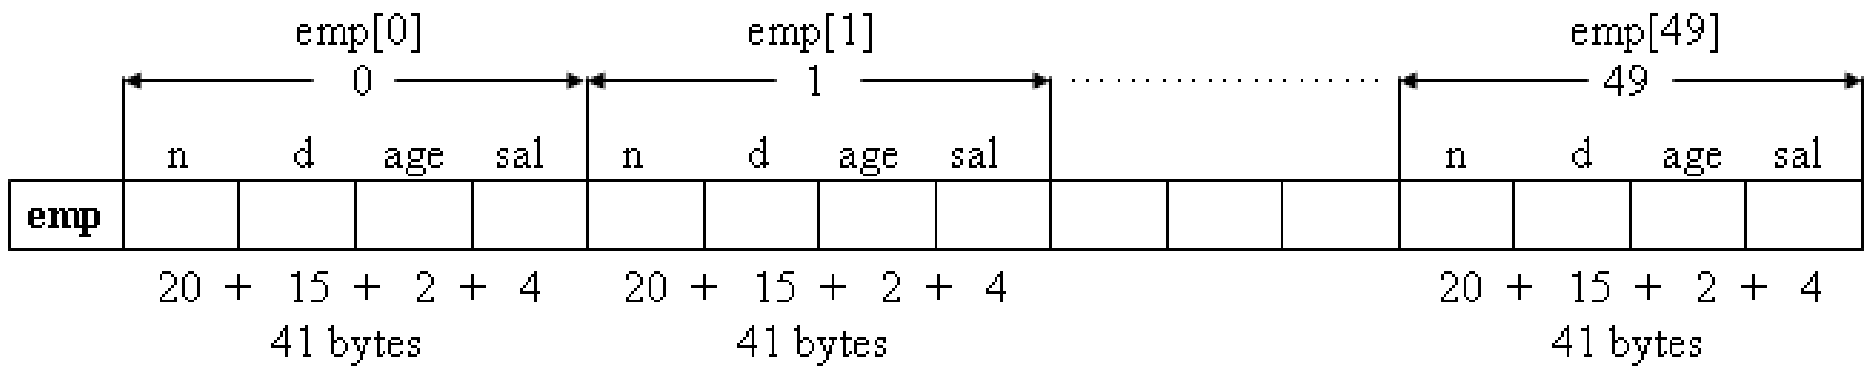 emp[0] emp[1] emp[49]
0 1 49
n d age sal n d age sal n d age sal
emp
20 + 15 + 2 + 4 20 + 15 + 2 + 4 20 + 15 + 2 + 4
41 bytes 41 bytes 41 bytes